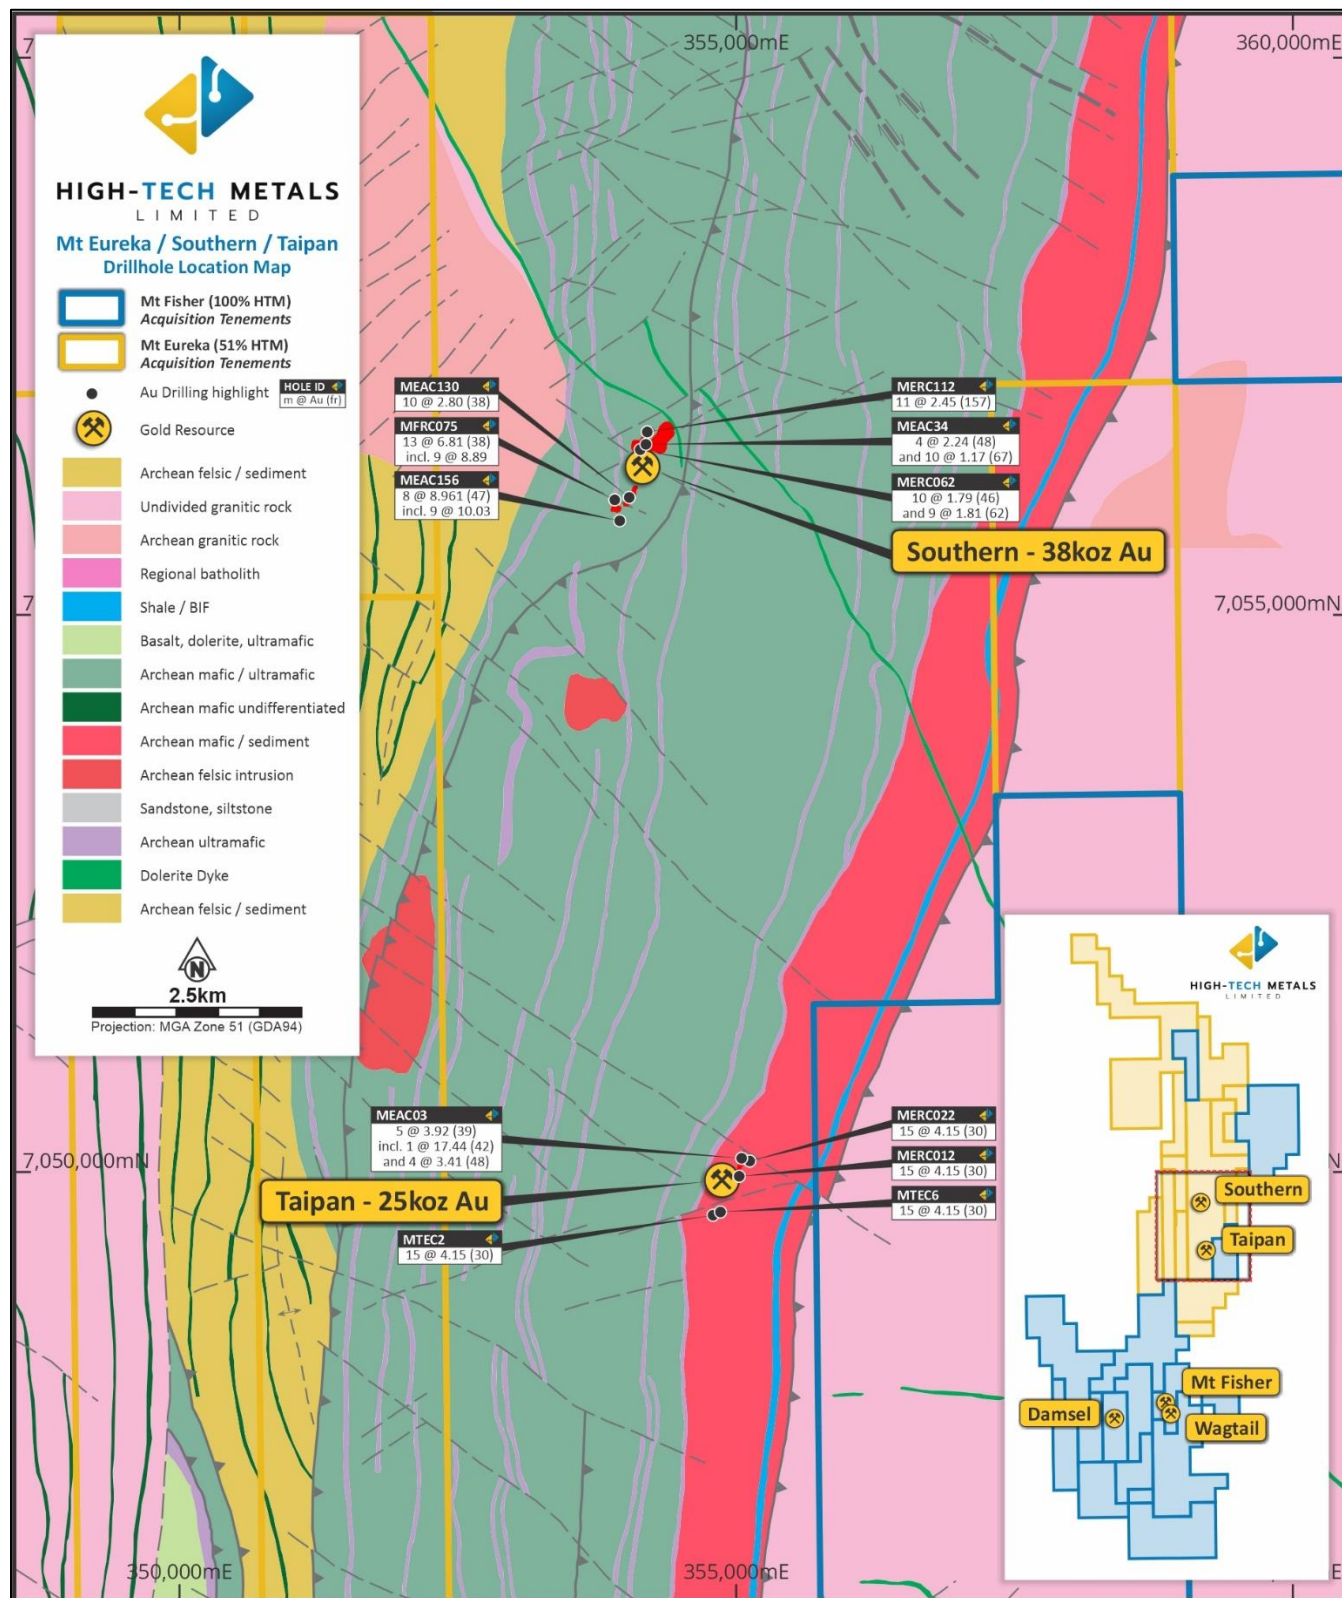 355,000mE
360,000mE
HIGH-TECH METALS
LIMITED
Mt Eureka / Southern / Taipan
Drillhole Location Map
Mt Fisher (100% HTM)
Acquisition Tenements
Mt Eureka (51% HTM)
Acquisition Tenements
Au Drilling highlight
HOLE ID
m @ Au (fr)
Gold Resource
Archean felsic / sediment
Undivided granitic rock
Archean granitic rock
Regional batholith
Shale / BIF
Basalt, dolerite, ultramafic
Archean mafic / ultramafic
Archean mafic undifferentiated
Archean mafic / sediment
Archean felsic intrusion
Sandstone, siltstone
Archean ultramafic
Dolerite Dyke
Archean felsic / sediment
N
2.5km
Projection: MGA Zone 51 (GDA94)
MEAC130
10 @ 2.80 (38)
MFRC075
13 @ 6.81 (38)
incl. 9 @ 8.89
MEAC156
8 @ 8.961 (47)
incl. 9 @ 10.03
MERC112
11 @ 2.45 (157)
MEAC34
4 @ 2.24 (48)
and 10 @ 1.17 (67)
MERC062
10 @ 1.79 (46)
and 9 @ 1.81 (62)
Southern - 38koz Au
7
7
7,055,000mN
MEAC03
5 @ 3.92 (39)
incl. 1 @ 17.44 (42)
and 4 @ 3.41 (48)
7,050,000mN
Taipan - 25koz Au
MTEC2
15 @ 4.15 (30)
MERC022
15 @ 4.15 (30)
MERC012
15 @ 4.15 (30)
MTEC6
15 @ 4.15 (30)
HIGH-TECH METALS
LIMITED
Southern
Taipan
Mt Fisher
Damsel
Wagtail
350,000mE
355,000mE